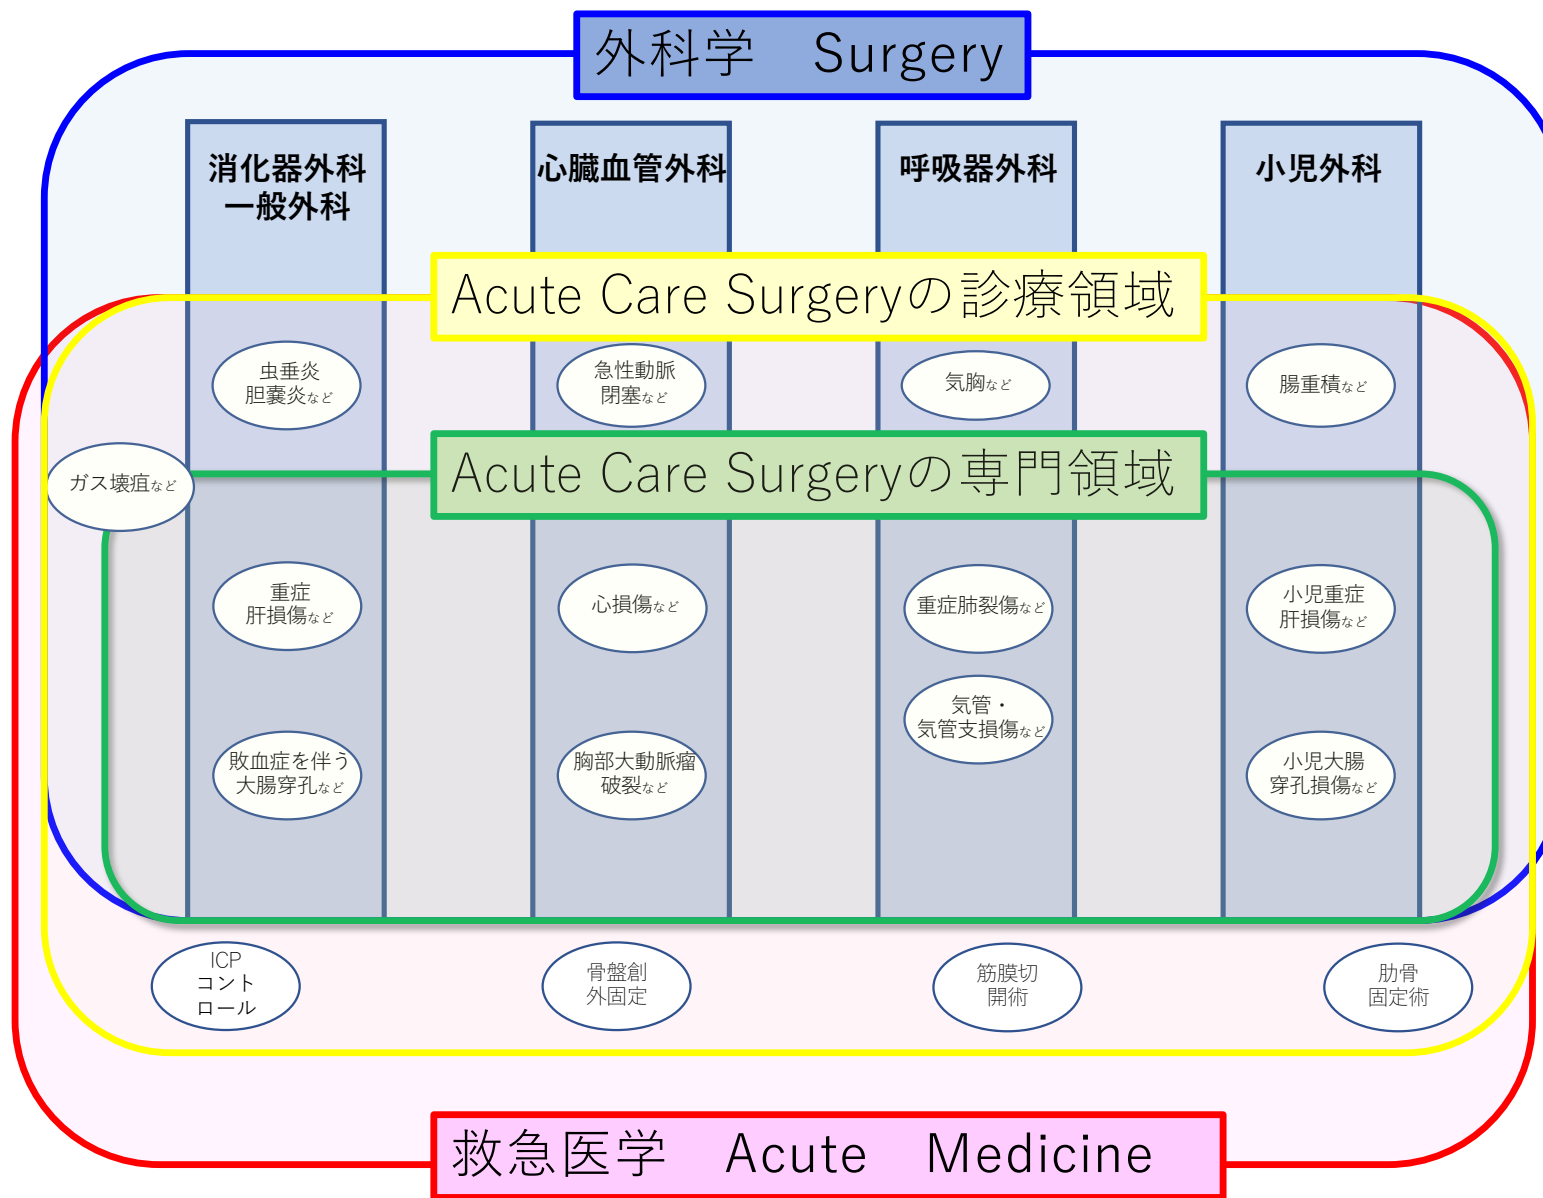 外科学　Surgery
消化器外科
一般外科
心臓血管外科
呼吸器外科
小児外科
Acute Care Surgeryの診療領域
虫垂炎
胆嚢炎など
急性動脈
閉塞など
気胸など
腸重積など
Acute Care Surgeryの専門領域
ガス壊疽など
重症
肝損傷など
心損傷など
重症肺裂傷など
小児重症
肝損傷など
気管・
気管支損傷など
敗血症を伴う
大腸穿孔など
胸部大動脈瘤
破裂など
小児大腸
穿孔損傷など
ICP
コント
ロール
骨盤創
外固定
筋膜切
開術
肋骨
固定術
救急医学　Acute　Medicine